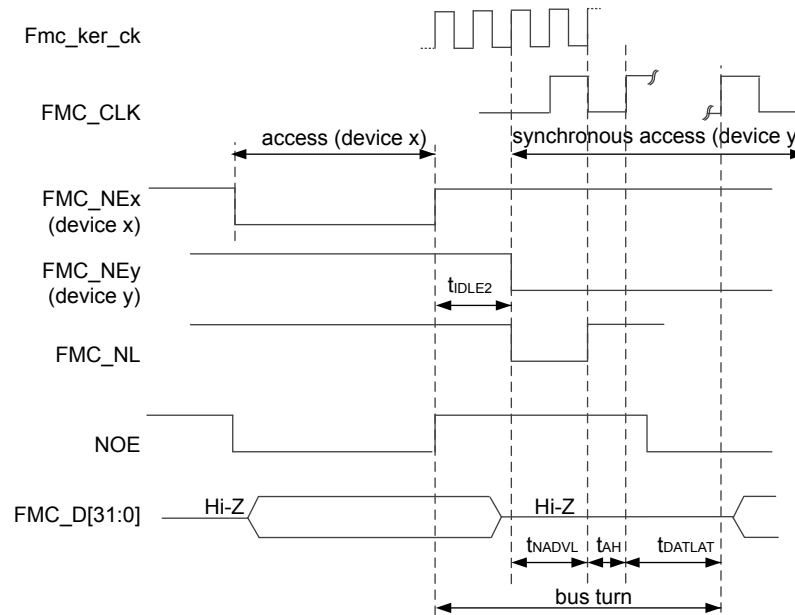 Fmc_ker_ck
FMC_CLK
access (device x)
synchronous access (device y
FMC_NEx
(device x)
FMC_NEy
(device y)
tIDLE2
FMC_NL
NOE
Hi-Z
Hi-Z
FMC_D[31:0]
tNADVL
tAH
tDATLAT
bus turn